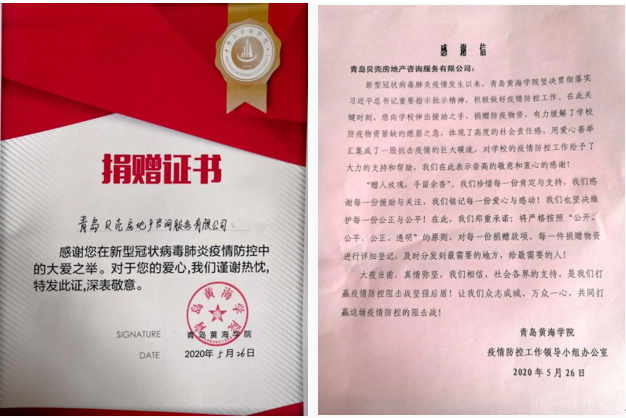 捐赠证书
青岛贝壳房地产咨询服务有限公司:
感谢您在新型冠状病毒肺炎疫情防控中
的大爱之举。对于您的爱心,我们谨谢热忱,
特发此证,深表敬意。
SIGNATURE
青岛黄海学院
DATE
2020年5月26日
青岛黄海学院
感谢信
青岛贝壳房地产咨询服务有限公司:
新型冠状病毒肺炎疫情发生以来,青岛黄海学院坚决贯彻落实
习近平总书记重要指示批示精神,积极做好疫情防控工作。在此关
键时刻,您向学校伸出援助之手,捐赠防疫物资,有力缓解了学校
防疫物资紧缺的燃眉之急,体现了高度的社会责任感,用爱心善举
汇集成了一股抗击疫情的巨大暖流,对学校的疫情防控工作给予了
大力的支持和帮助,我们在此表示崇高的敬意和衷心的感谢!
“赠人玫瑰,手留余香”。我们珍惜每一份肯定与支持,我们感
谢每一份援助与关注,我们铭记每一份爱心与感动!我们也坚决维
护每一份公正与公平!在此,我们郑重承诺:将严格按照“公开、
公平、公正、透明”的原则,对每一份捐赠款项、每一件捐赠物资
进行详细登记,及时分发到最需要的地方、给最需要的人!
大疫当前,真情弥坚,我们相信,社会各界的支持,是我们打
赢疫情防控阻击战坚强后盾!让我们众志成城,万众一心,共同打
赢这场疫情防控的阻击战!
青岛黄海学院
疫情防控工作领导小组办公室
2020年5月26日